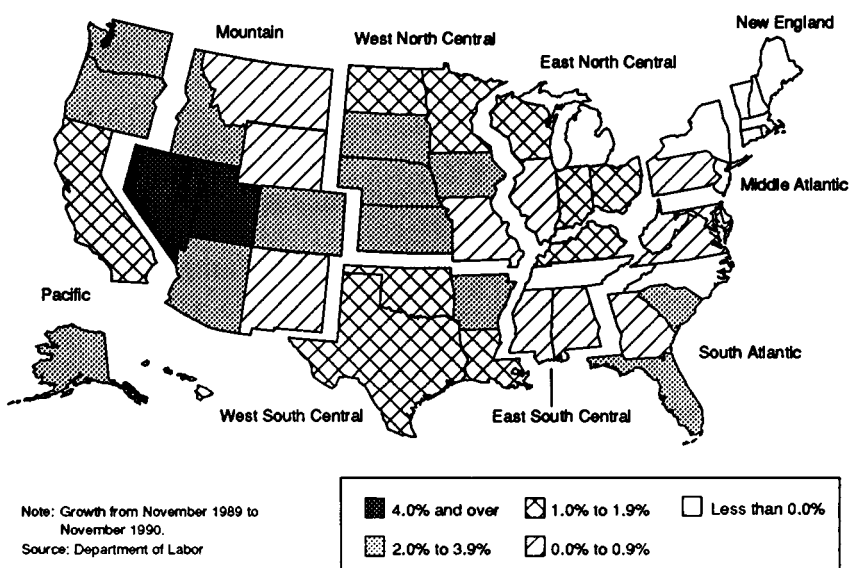 New England
Mountain
West North Central
East North Central
Middle Atlantic
Pacific
South Atlantic
West South Central
East South Central
Note: Growth from November 1989 to
November 1990.
Source: Department of Labor
4.0% and over
1.0% to 1.9%
Less than 0.0%
2.0% to 3.9%
0.0% to 0.9%